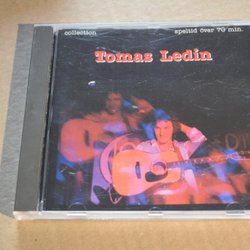 collection speltid över 70 min.
Tomas Ledin